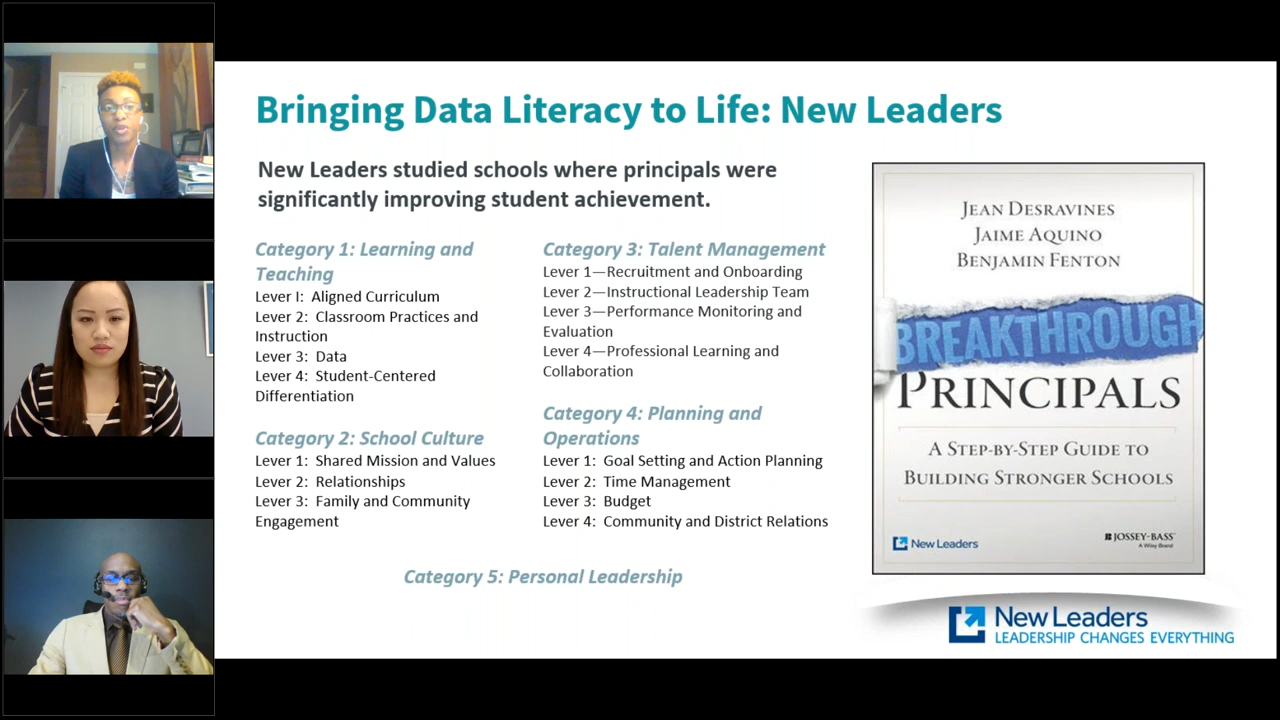 Bringing Data Literacy to Life: New Leaders
New Leaders studied schools where principals were
significantly improving student achievement.
Category 1: Learning and
Teaching
Lever I:  Aligned Curriculum
Lever 2:  Classroom Practices and
Instruction
Lever 3:  Data
Lever 4:  Student-Centered
Differentiation
Category 2: School Culture
Lever 1:  Shared Mission and Values
Lever 2:  Relationships
Lever 3:  Family and Community
Engagement
Category 3: Talent Management
Lever 1—Recruitment and Onboarding
Lever 2—Instructional Leadership Team
Lever 3—Performance Monitoring and
Evaluation
Lever 4—Professional Learning and
Collaboration
Category 4: Planning and
Operations
Lever 1:  Goal Setting and Action Planning
Lever 2:  Time Management
Lever 3:  Budget
Lever 4:  Community and District Relations
Category 5: Personal Leadership
JEAN DESRAVINES
JAIME AQUINO
BENJAMIN FENTON
BREAKTHROUGH
PRINCIPALS
A STEP-BY-STEP GUIDE TO
BUILDING STRONGER SCHOOLS
New Leaders
JOSSEY-BASS
A Wiley Brand
New Leaders
LEADERSHIP CHANGES EVERYTHING